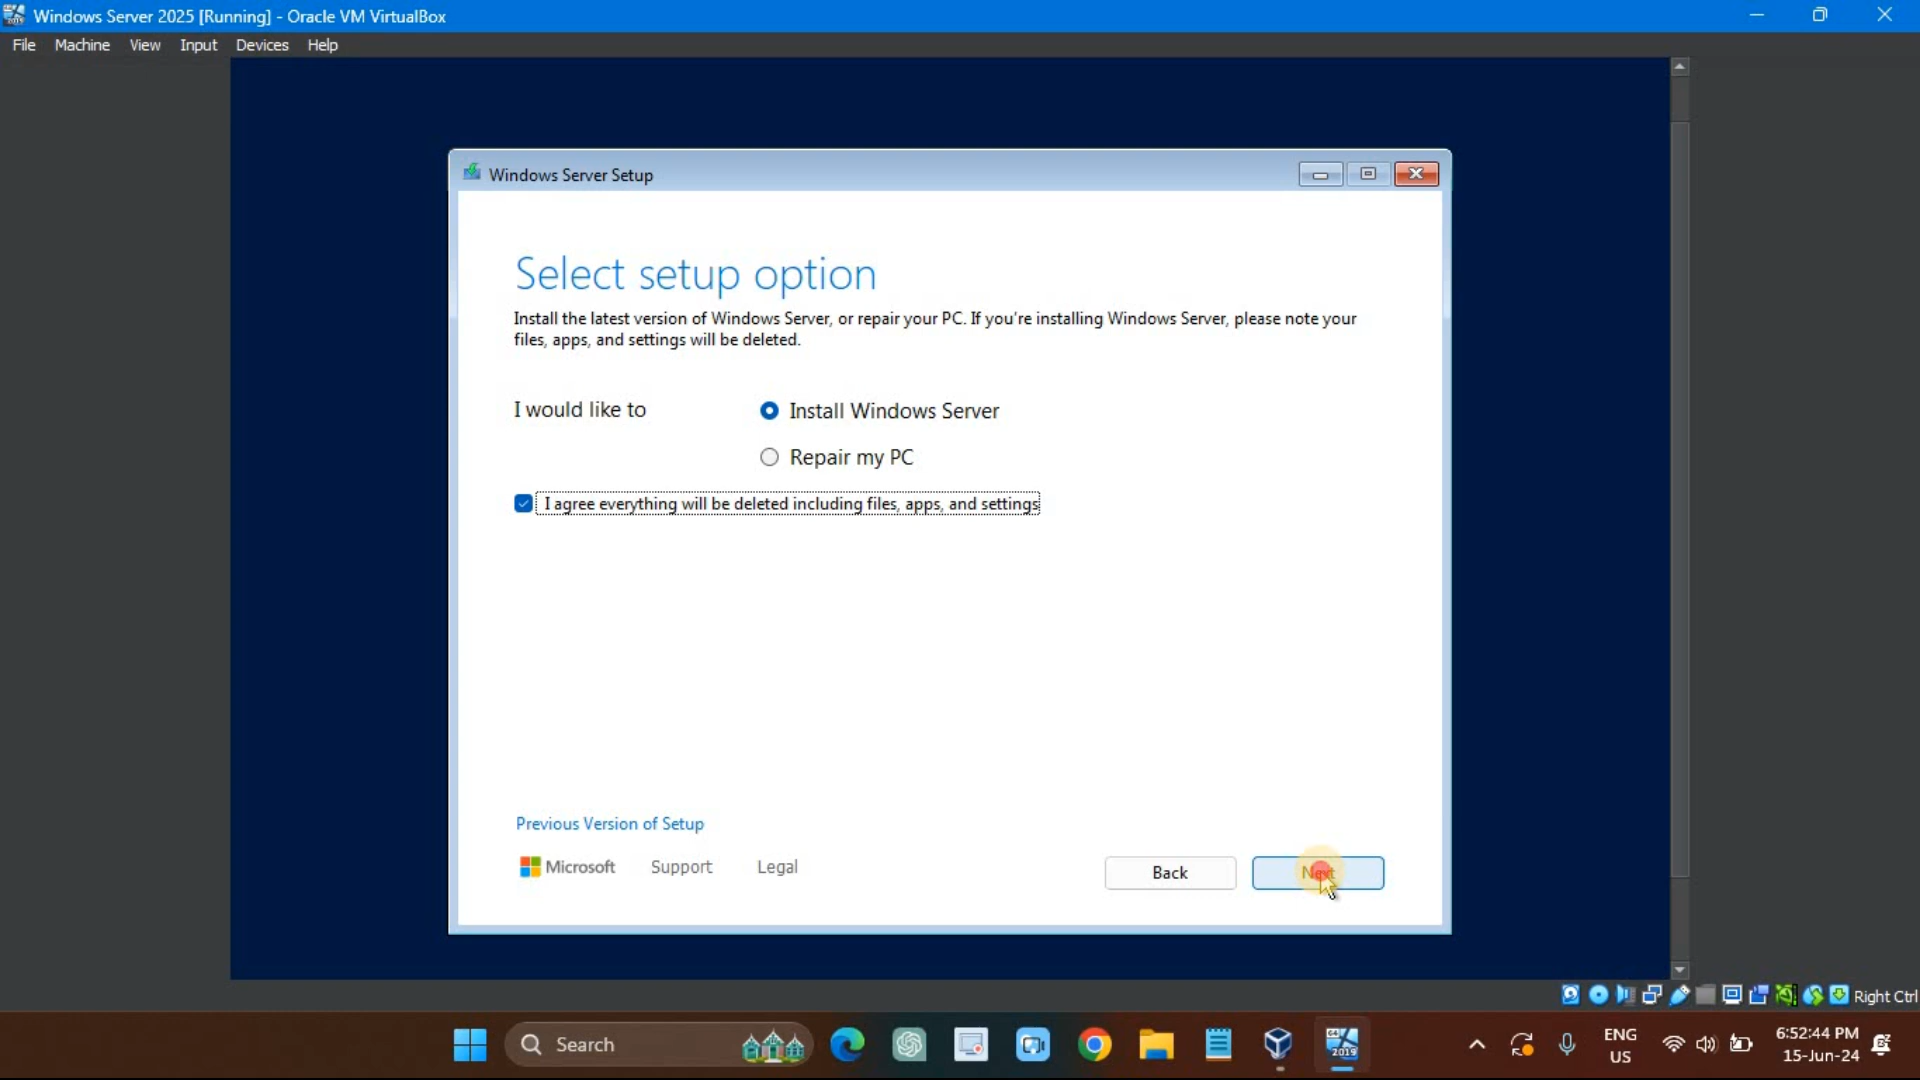 Windows Server 2025 [Running] - Oracle VM VirtualBox
File Machine View Input Devices Help
Windows Server Setup
Select setup option
Install the latest version of Windows Server, or repair your PC. If you're installing Windows Server, please note your
files, apps, and settings will be deleted.
I would like to
Install Windows Server
Repair my PC
I agree everything will be deleted including files, apps, and settings
Previous Version of Setup
Microsoft Support Legal
Back Next
Right Ctrl
Search
2019
ENG
US
6:52:44 PM
15-Jun-24